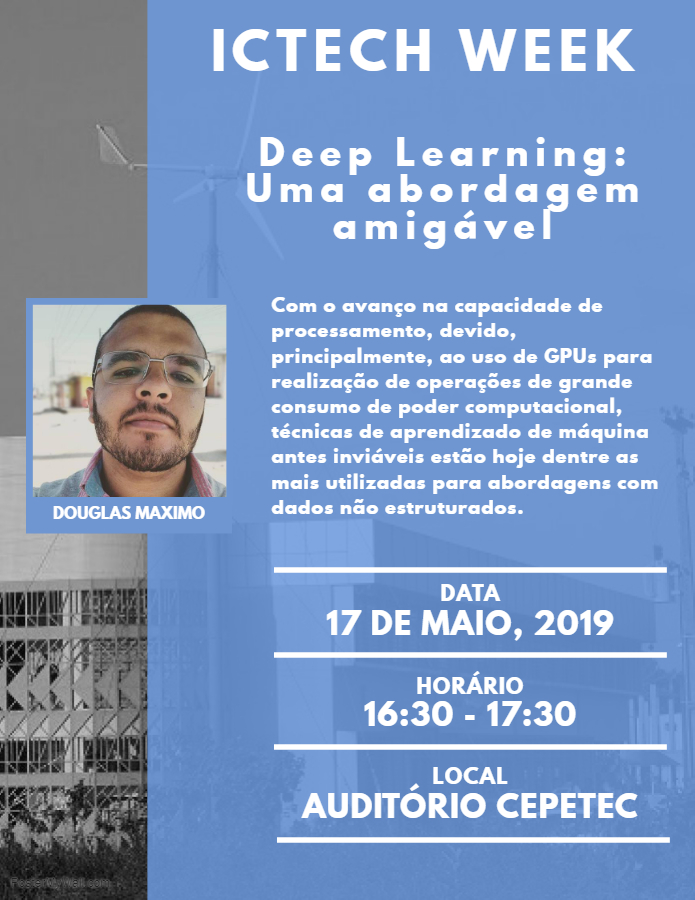 ICTECH WEEK
Deep Learning:
Uma abordagem
amigável
Com o avanço na capacidade de
processamento, devido,
principalmente, ao uso de GPUs para
realização de operações de grande
consumo de poder computacional,
técnicas de aprendizado de máquina
antes inviáveis estão hoje dentre as
mais utilizadas para abordagens com
dados não estruturados.
DOUGLAS MAXIMO
DATA
17 DE MAIO, 2019
HORÁRIO
16:30 - 17:30
LOCAL
AUDITÓRIO CEPETEC
PosterMyWall.com